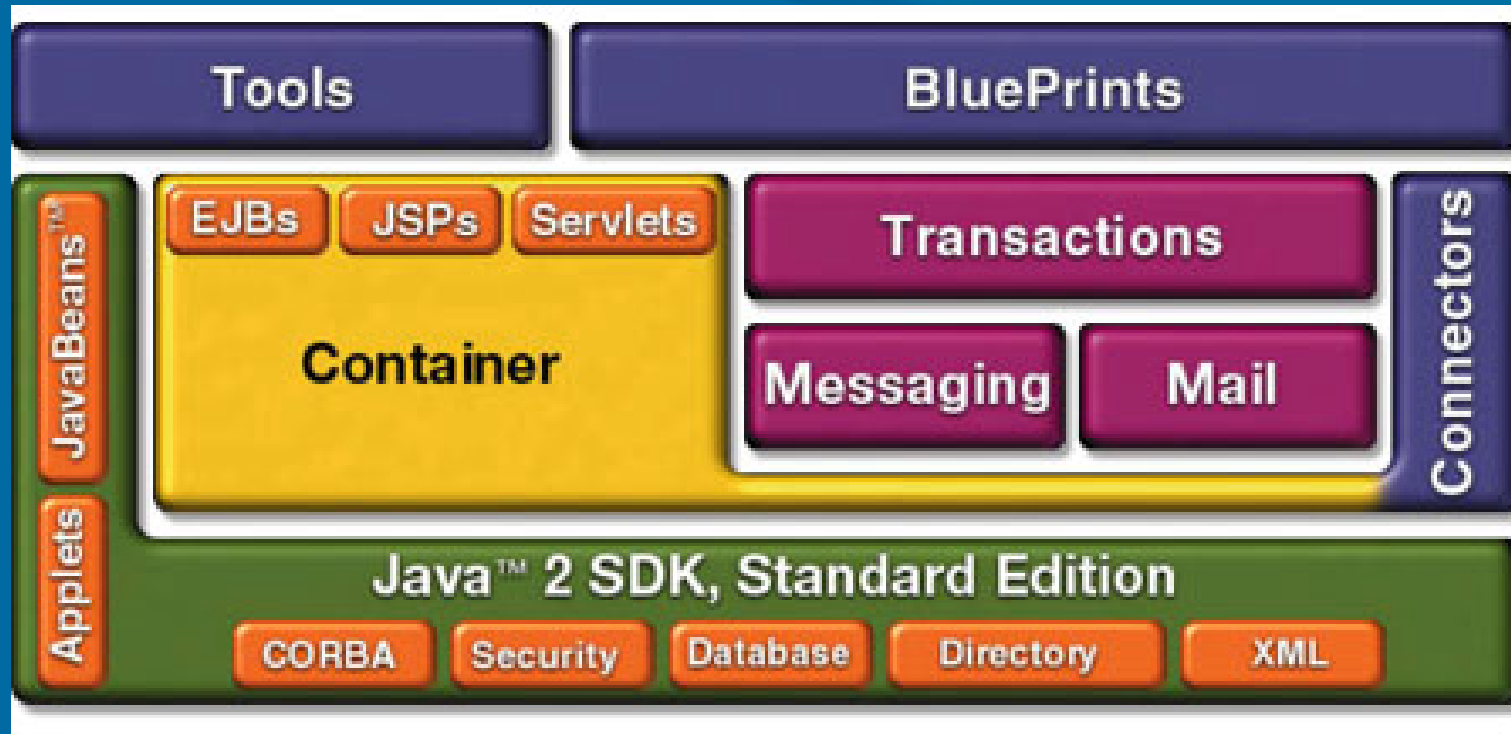 Tools
BluePrints
EJBs
JSPs
Servlets
Transactions
JavaBeans™
Container
Messaging
Mail
Connectors
Applets
Java™ 2 SDK, Standard Edition
CORBA
Security
Database
Directory
XML